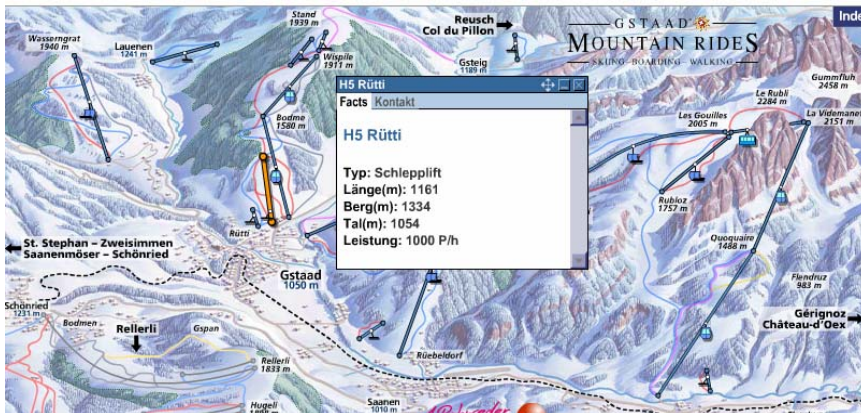 Stand
1939 m
Wasserngrat
1940 m
Lauenen
1241 m
Reusch
Col du Pillon
GSTAAD
MOUNTAIN RIDES
SKIING - BOARDING - WALKING
Inde
Wispile
1911 m
Gsteig
1189 m
H5 Rütti
Facts Kontakt
H5 Rütti
Typ: Schlepplift
Länge(m): 1161
Berg(m): 1334
Tal(m): 1054
Leistung: 1000 P/h
Gummfluh
2458 m
Le Rubli
2284 m
La Videmanette
2151 m
Les Gouilles
2005 m
Bodme
1580 m
Rubloz
1757 m
Rütti
St. Stephan – Zweisimmen
Saanenmöser – Schönried
Quoquaire
1488 m
Gstaad
1050 m
Flendruz
983 m
Schönried
1231 m
Gérignoz
Château-d'Oex
Bodmen
Rellerli
Gspan
Rüebeldorf
Rellerli
1833 m
Saanen
1010 m
Hugeli